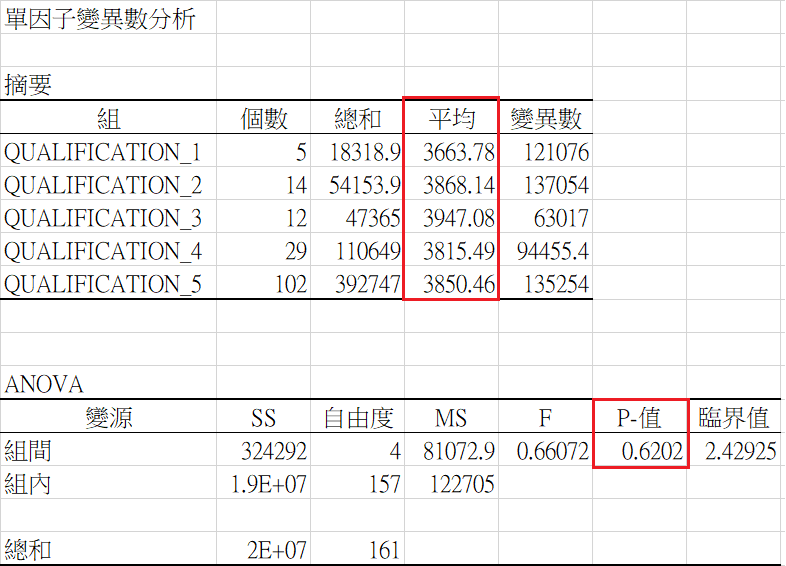 單因子變異數分析
摘要
組 個數 總和 平均 變異數
QUALIFICATION_1 5 18318.9 3663.78 121076
QUALIFICATION_2 14 54153.9 3868.14 137054
QUALIFICATION_3 12 47365 3947.08 63017
QUALIFICATION_4 29 110649 3815.49 94455.4
QUALIFICATION_5 102 392747 3850.46 135254
ANOVA
變源 SS 自由度 MS F P-值 臨界值
組間 324292 4 81072.9 0.66072 0.6202 2.42925
組內 1.9E+07 157 122705
總和 2E+07 161